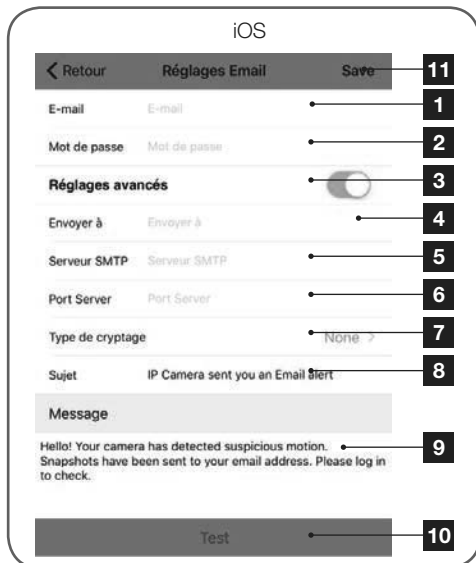 iOS
Retour Réglages Email Save 11
E-mail E-mail 1
Mot de passe Mot de passe 2
Réglages avancés 3
Envoyer à Envoyer à 4
Serveur SMTP Serveur SMTP 5
Port Server Port Server 6
Type de cryptage None > 7
Sujet IP Camera sent you an Email alert 8
Message
Hello! Your camera has detected suspicious motion. 9
Snapshots have been sent to your email address. Please log in
to check.
Test 10